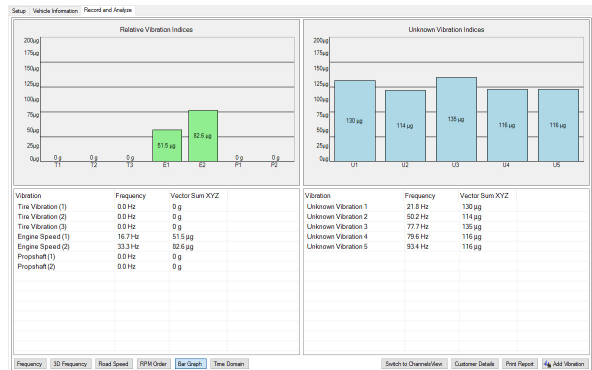 Setup Vehicle Information Record and Analyze
Relative Vibration Indices
200µg
175µg
150µg
125µg
100µg
75µg
50µg
25µg
0µg
0 g 0 g 0 g 51.5 µg 82.6 µg 0 g 0 g
T1 T2 T3 E1 E2 P1 P2
Unknown Vibration Indices
200µg
175µg
150µg
125µg
100µg
75µg
50µg
25µg
0µg
130 µg 114 µg 135 µg 116 µg 116 µg
U1 U2 U3 U4 U5
Vibration Frequency Vector Sum XYZ
Tire Vibration (1) 0.0 Hz 0 g
Tire Vibration (2) 0.0 Hz 0 g
Tire Vibration (3) 0.0 Hz 0 g
Engine Speed (1) 16.7 Hz 51.5 µg
Engine Speed (2) 33.3 Hz 82.6 µg
Propshaft (1) 0.0 Hz 0 g
Propshaft (2) 0.0 Hz 0 g
Vibration Frequency Vector Sum XYZ
Unknown Vibration 1 21.8 Hz 130 µg
Unknown Vibration 2 50.2 Hz 114 µg
Unknown Vibration 3 77.7 Hz 135 µg
Unknown Vibration 4 79.6 Hz 116 µg
Unknown Vibration 5 93.4 Hz 116 µg
Frequency 3D Frequency Road Speed RPM Order Bar Graph Time Domain Switch to ChannelsView Customer Details Print Report Add Vibration